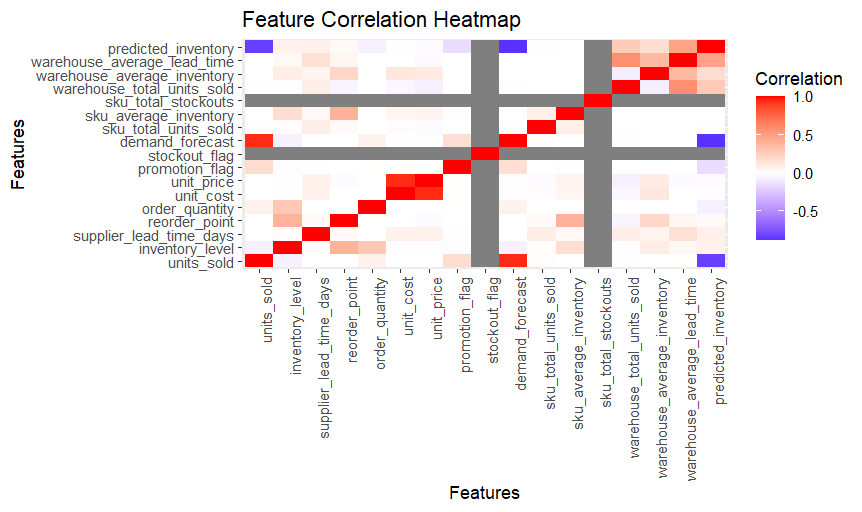 Feature Correlation Heatmap
Features
predicted_inventory
warehouse_average_lead_time
warehouse_average_inventory
warehouse_total_units_sold
sku_total_stockouts
sku_average_inventory
sku_total_units_sold
demand_forecast
stockout_flag
promotion_flag
unit_price
unit_cost
order_quantity
reorder_point
supplier_lead_time_days
inventory_level
units_sold
units_sold
inventory_level
supplier_lead_time_days
reorder_point
order_quantity
unit_cost
unit_price
promotion_flag
stockout_flag
demand_forecast
sku_total_units_sold
sku_average_inventory
sku_total_stockouts
warehouse_total_units_sold
warehouse_average_inventory
warehouse_average_lead_time
predicted_inventory
Features
Correlation
1.0
0.5
0.0
-0.5